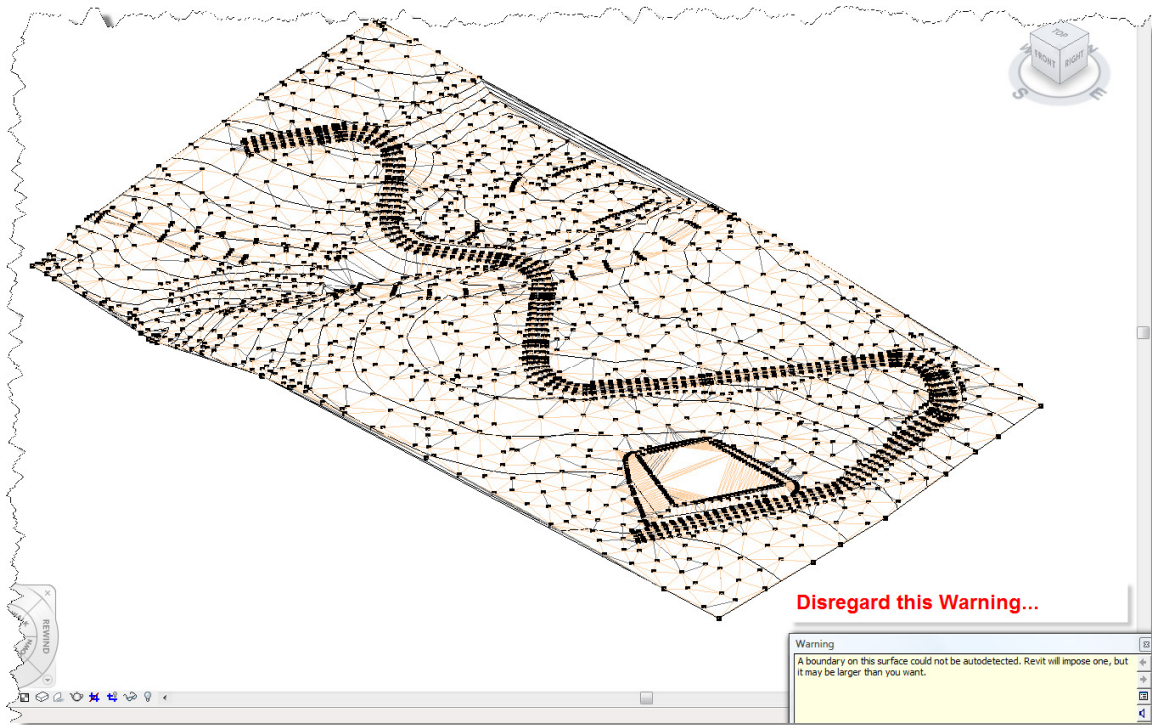 TOP
FRONT
RIGHT
S
E
Disregard this Warning...
REWIND
Warning
A boundary on this surface could not be autodetected. Revit will impose one, but
it may be larger than you want.